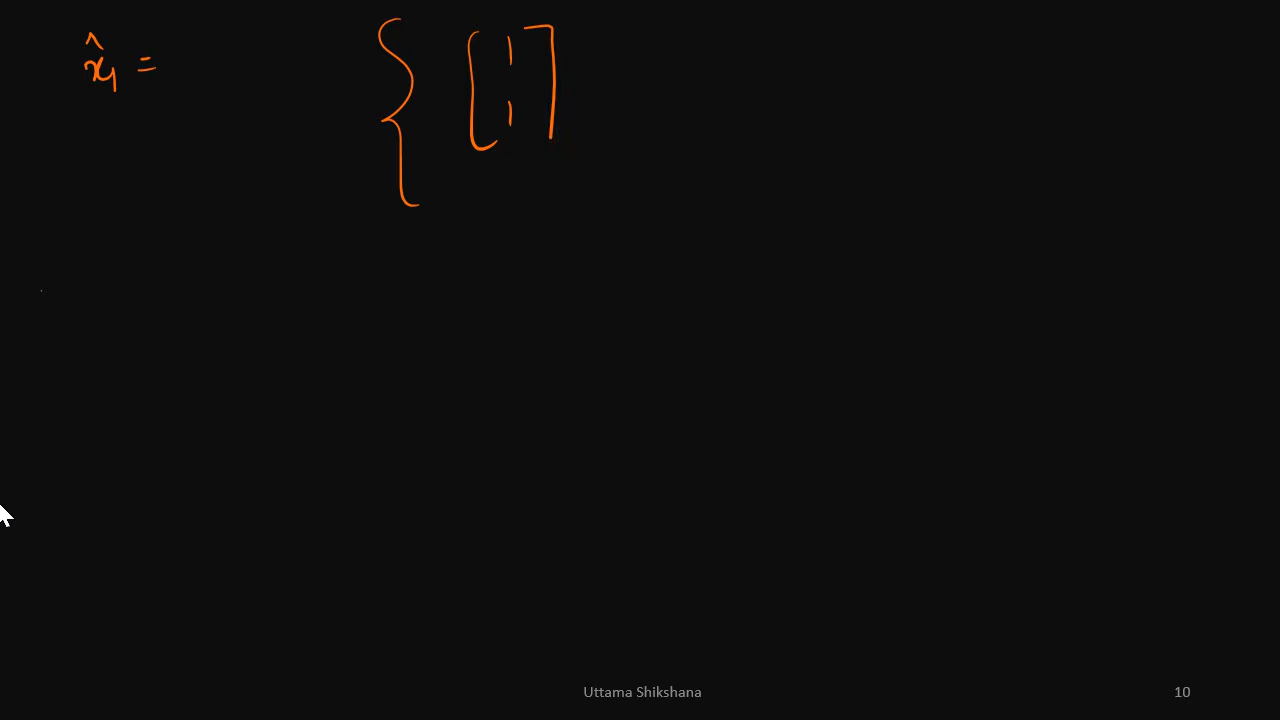 x̂₁ = { [ 1
1 ]
Uttama Shikshana 10